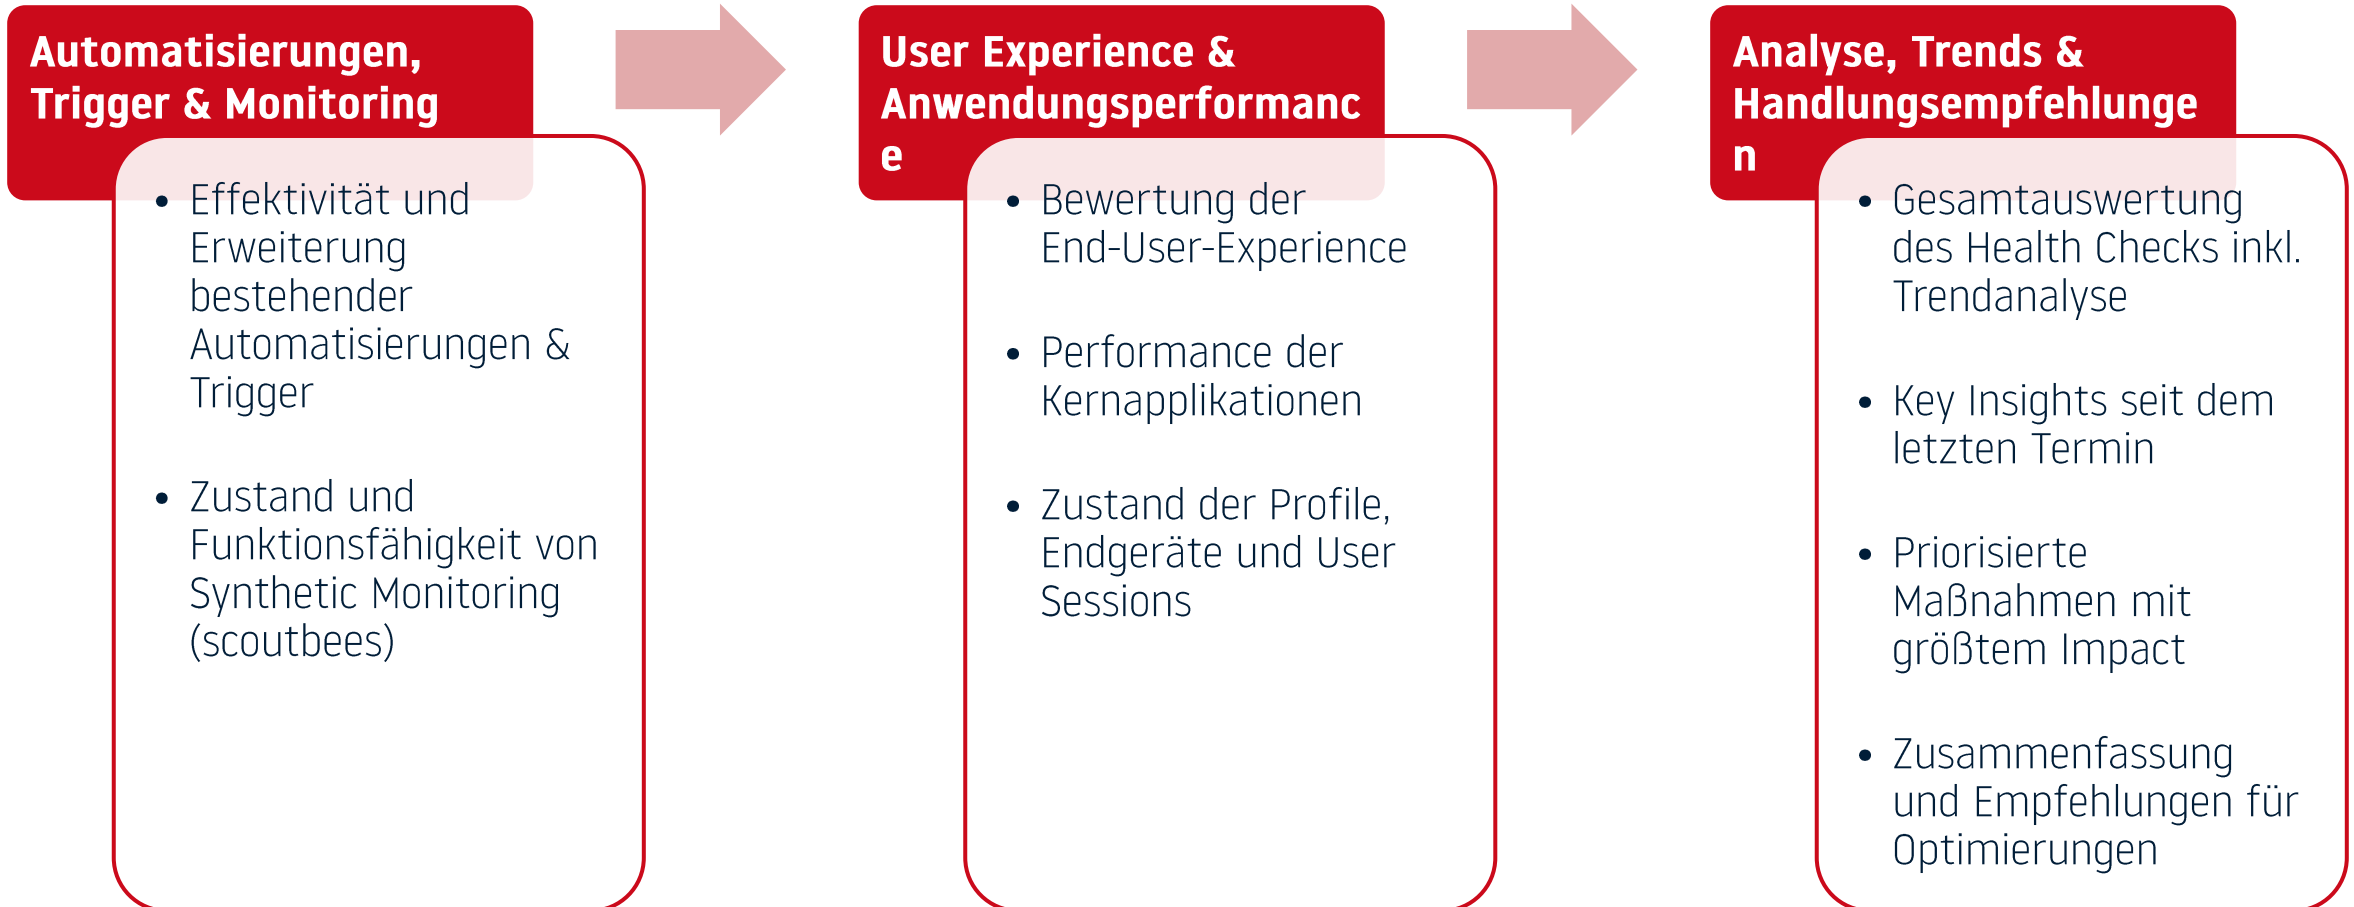 Automatisierungen,
Trigger & Monitoring
• Effektivität und
Erweiterung
bestehender
Automatisierungen &
Trigger
• Zustand und
Funktionsfähigkeit von
Synthetic Monitoring
(scoutbees)
User Experience &
Anwendungsperformanc
e
• Bewertung der
End-User-Experience
• Performance der
Kernapplikationen
• Zustand der Profile,
Endgeräte und User
Sessions
Analyse, Trends &
Handlungsempfehlunge
n
• Gesamtauswertung
des Health Checks inkl.
Trendanalyse
• Key Insights seit dem
letzten Termin
• Priorisierte
Maßnahmen mit
größtem Impact
• Zusammenfassung
und Empfehlungen für
Optimierungen